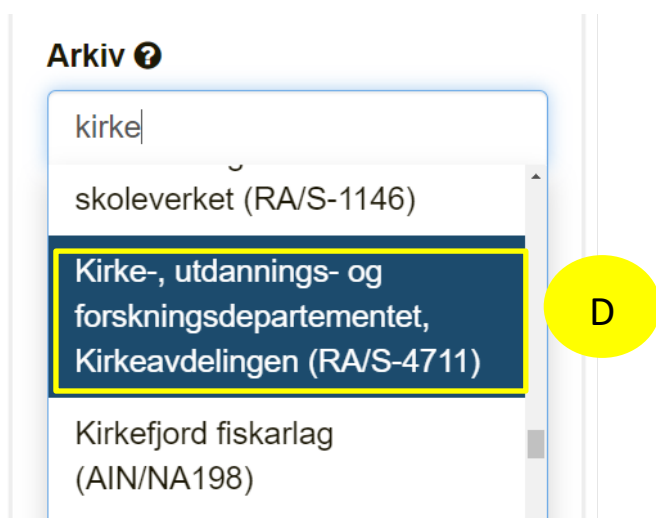 Arkiv
kirke
skoleverket (RA/S-1146)
Kirke-, utdannings- og
forskningsdepartementet,
Kirkeavdelingen (RA/S-4711)
D
Kirkefjord fiskarlag
(AIN/NA198)